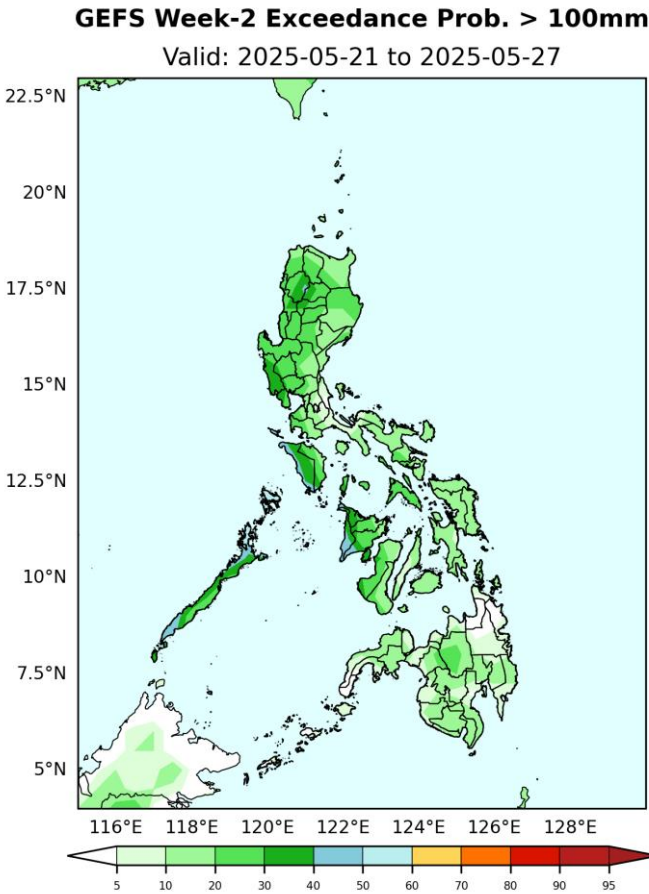 GEFS Week-2 Exceedance Prob. > 100mm
Valid: 2025-05-21 to 2025-05-27
22.5°N
20°N
17.5°N
15°N
12.5°N
10°N
7.5°N
5°N
116°E 118°E 120°E 122°E 124°E 126°E 128°E
5 10 20 30 40 50 60 70 80 90 95